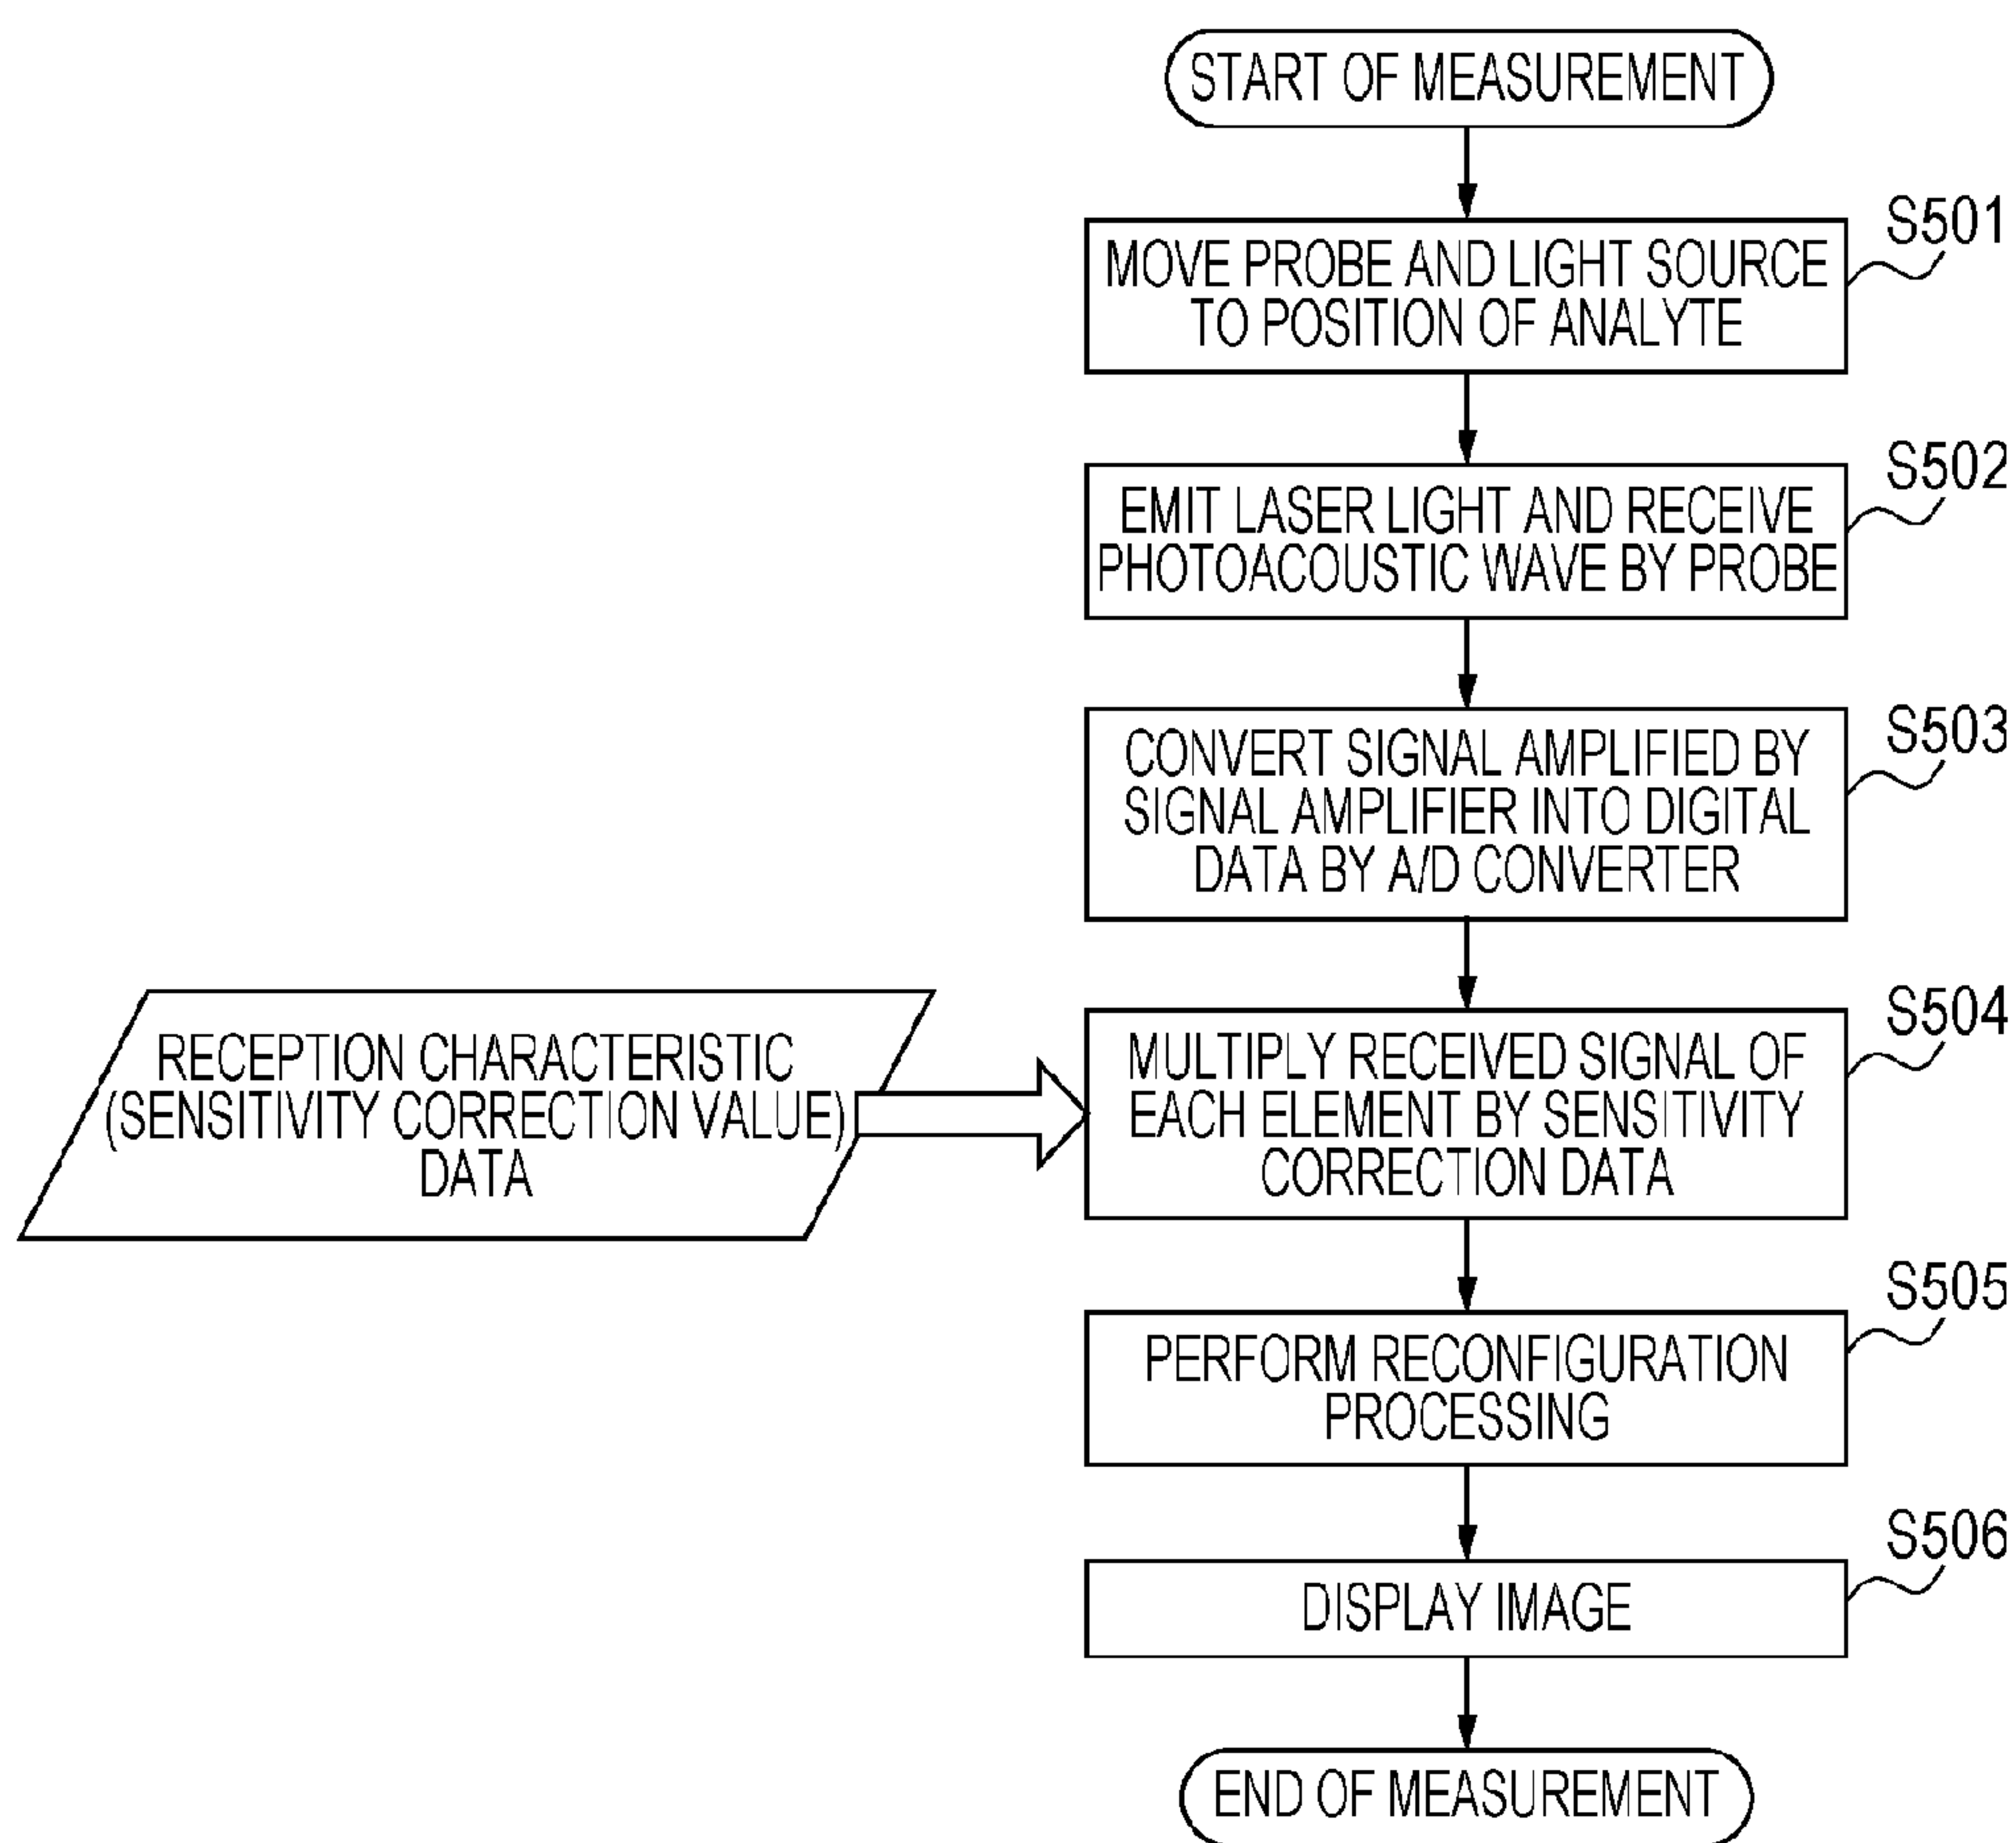 START OF MEASUREMENT
S501
MOVE PROBE AND LIGHT SOURCE
TO POSITION OF ANALYTE
S502
EMIT LASER LIGHT AND RECEIVE
PHOTOACOUSTIC WAVE BY PROBE
S503
CONVERT SIGNAL AMPLIFIED BY
SIGNAL AMPLIFIER INTO DIGITAL
DATA BY A/D CONVERTER
RECEPTION CHARACTERISTIC
(SENSITIVITY CORRECTION VALUE)
DATA
S504
MULTIPLY RECEIVED SIGNAL OF
EACH ELEMENT BY SENSITIVITY
CORRECTION DATA
S505
PERFORM RECONFIGURATION
PROCESSING
S506
DISPLAY IMAGE
END OF MEASUREMENT